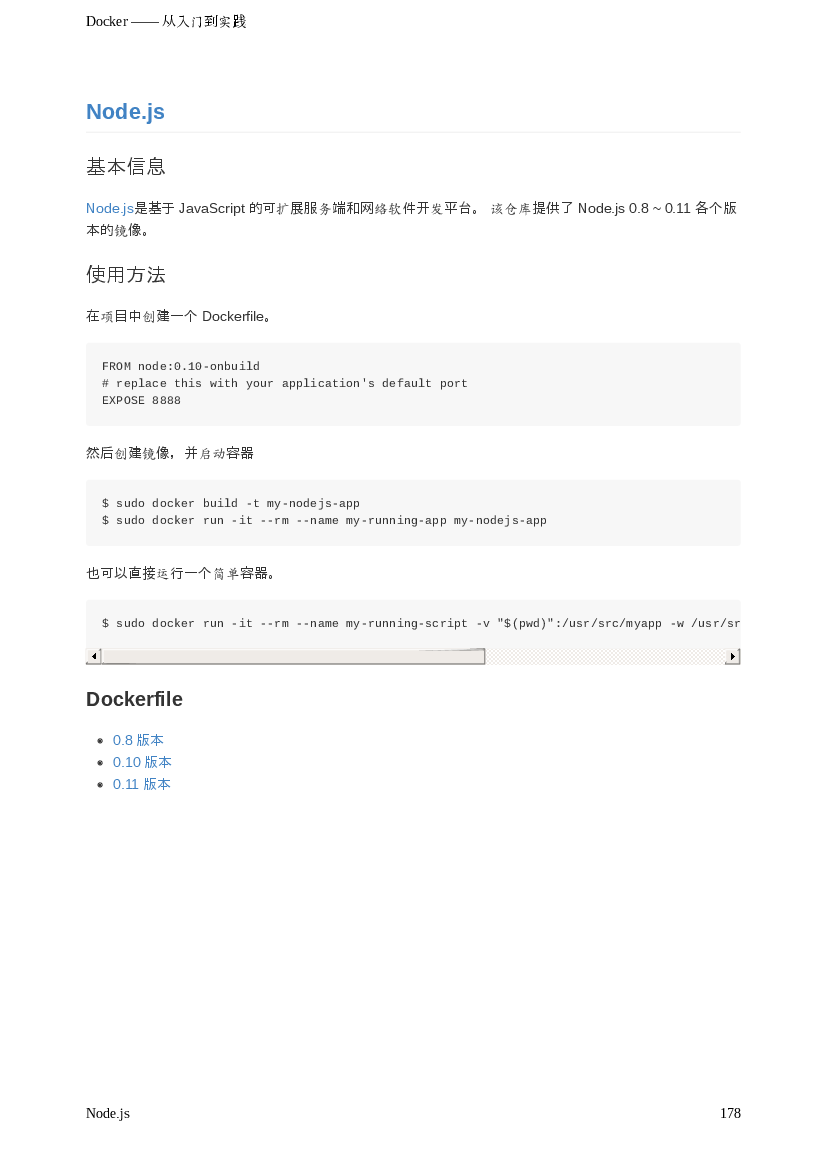 Docker —— 从入门到实践
Node.js
基本信息
Node.js是基于 JavaScript 的可扩展服务端和网络软件开发平台。 该仓库提供了 Node.js 0.8 ~ 0.11 各个版
本的镜像。
使用方法
在项目中创建一个 Dockerfile。
FROM node:0.10-onbuild
# replace this with your application's default port
EXPOSE 8888
然后创建镜像，并启动容器
$ sudo docker build -t my-nodejs-app
$ sudo docker run -it --rm --name my-running-app my-nodejs-app
也可以直接运行一个简单容器。
$ sudo docker run -it --rm --name my-running-script -v "$(pwd)":/usr/src/myapp -w /usr/sr
Dockerfile
0.8 版本
0.10 版本
0.11 版本
Node.js
178